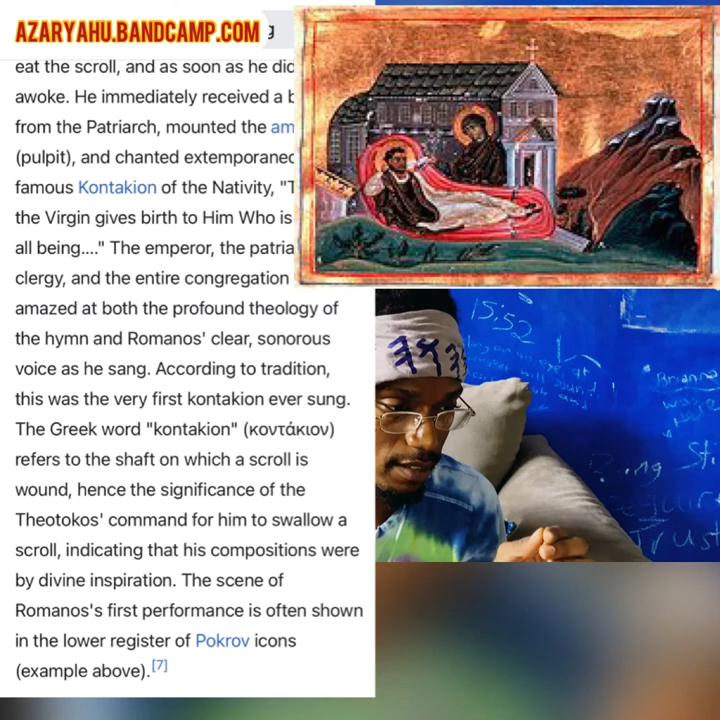 AZARYAHU.BANDCAMP.COM
eat the scroll, and as soon as he did
awoke. He immediately received a b
from the Patriarch, mounted the am
(pulpit), and chanted extemporaneo
famous Kontakion of the Nativity, "T
the Virgin gives birth to Him Who is
all being...." The emperor, the patria
clergy, and the entire congregation
amazed at both the profound theology of
the hymn and Romanos' clear, sonorous
voice as he sang. According to tradition,
this was the very first kontakion ever sung.
The Greek word "kontakion" (κοντάκιον)
refers to the shaft on which a scroll is
wound, hence the significance of the
Theotokos' command for him to swallow a
scroll, indicating that his compositions were
by divine inspiration. The scene of
Romanos's first performance is often shown
in the lower register of Pokrov icons
(example above).[7]
15:52
Trust